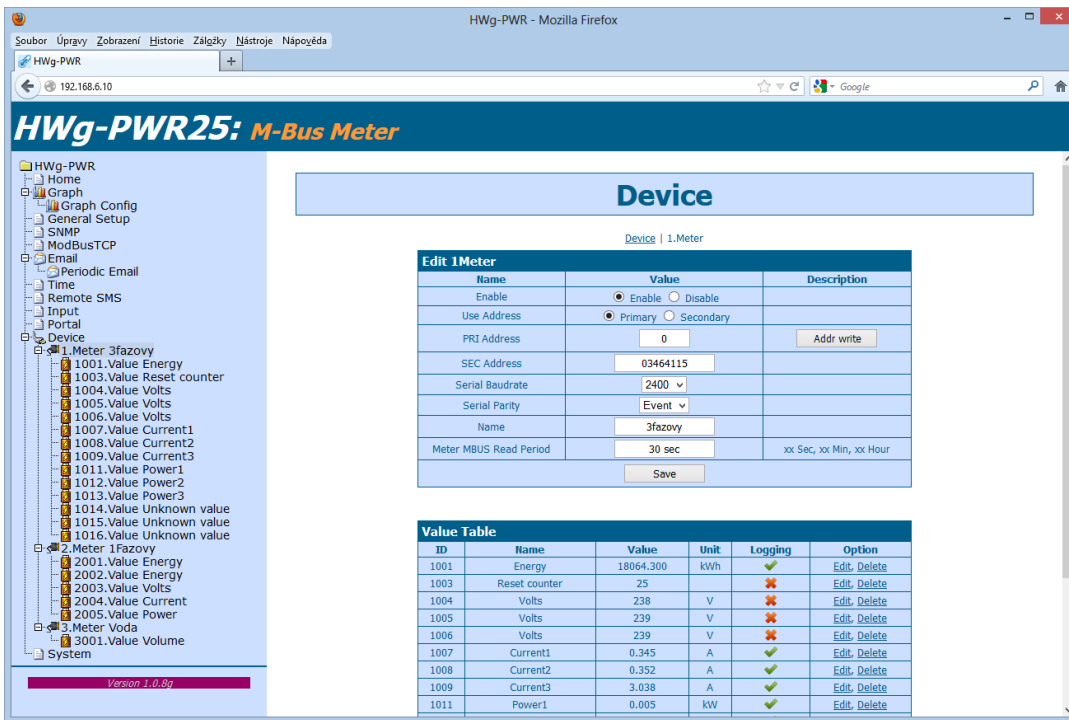 HWg-PWR - Mozilla Firefox
Soubor Úpravy Zobrazení Historie Záložky Nástroje Nápověda
HWg-PWR +
192.168.6.10 Google
HWg-PWR25: M-Bus Meter
HWg-PWR
Home
Graph
Graph Config
General Setup
SNMP
ModBusTCP
Email
Periodic Email
Time
Remote SMS
Input
Portal
Device
1.Meter 3fazovy
1001.Value Energy
1003.Value Reset counter
1004.Value Volts
1005.Value Volts
1006.Value Volts
1007.Value Current1
1008.Value Current2
1009.Value Current3
1011.Value Power1
1012.Value Power2
1013.Value Power3
1014.Value Unknown value
1015.Value Unknown value
1016.Value Unknown value
2.Meter 1Fazovy
2001.Value Energy
2002.Value Energy
2003.Value Volts
2004.Value Current
2005.Value Power
3.Meter Voda
3001.Value Volume
System
Version 1.0.8g
Device
Device | 1.Meter
Edit 1Meter
Name Value Description
Enable Enable Disable
Use Address Primary Secondary
PRI Address 0 Addr write
SEC Address 03464115
Serial Baudrate 2400
Serial Parity Event
Name 3fazovy
Meter MBUS Read Period 30 sec xx Sec, xx Min, xx Hour
Save
Value Table
ID Name Value Unit Logging Option
1001 Energy 18064.300 kWh Edit, Delete
1003 Reset counter 25 Edit, Delete
1004 Volts 238 V Edit, Delete
1005 Volts 239 V Edit, Delete
1006 Volts 239 V Edit, Delete
1007 Current1 0.345 A Edit, Delete
1008 Current2 0.352 A Edit, Delete
1009 Current3 3.038 A Edit, Delete
1011 Power1 0.005 kW Edit, Delete